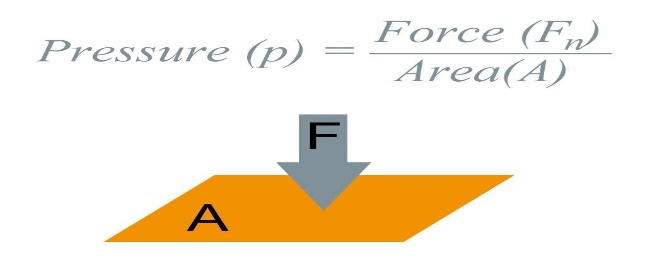 Pressure (p) = Force (Fₙ)
Area(A)
F
A